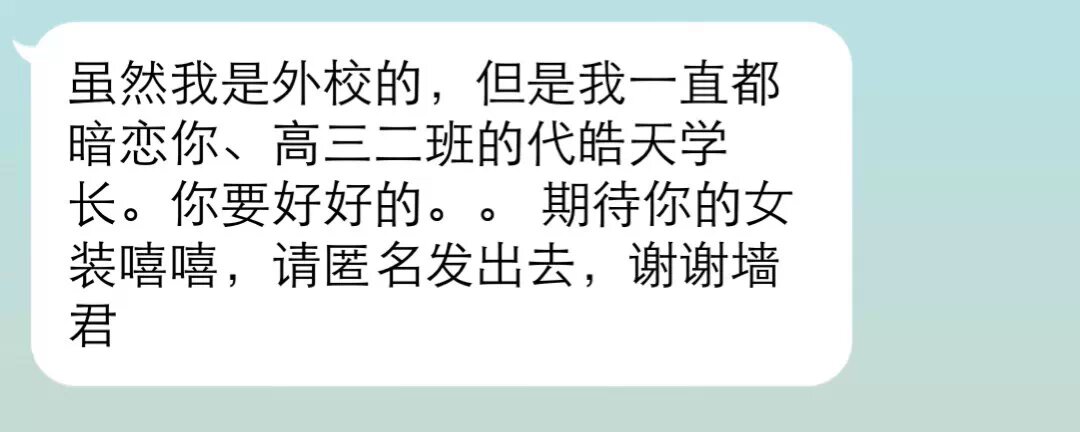 虽然我是外校的，但是我一直都
暗恋你、高三二班的代皓天学
长。你要好好的。。 期待你的女
装嘻嘻，请匿名发出去，谢谢墙
君